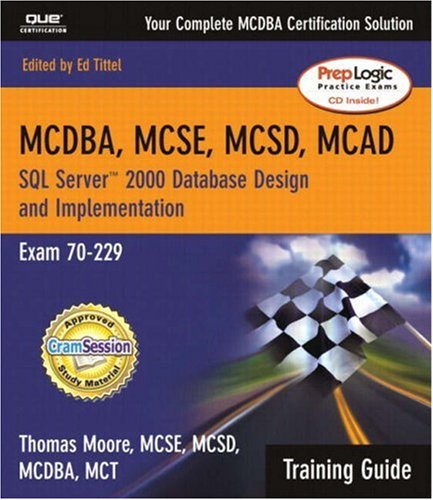 QUE®
CERTIFICATION
Your Complete MCDBA Certification Solution
Edited by Ed Tittel
PrepLogic
Practice Exams
CD Inside!
MCDBA, MCSE, MCSD, MCAD
SQL Server™ 2000 Database Design
and Implementation
Exam 70-229
Approved
CramSession
Study Material
Thomas Moore, MCSE, MCSD,
MCDBA, MCT
Training Guide